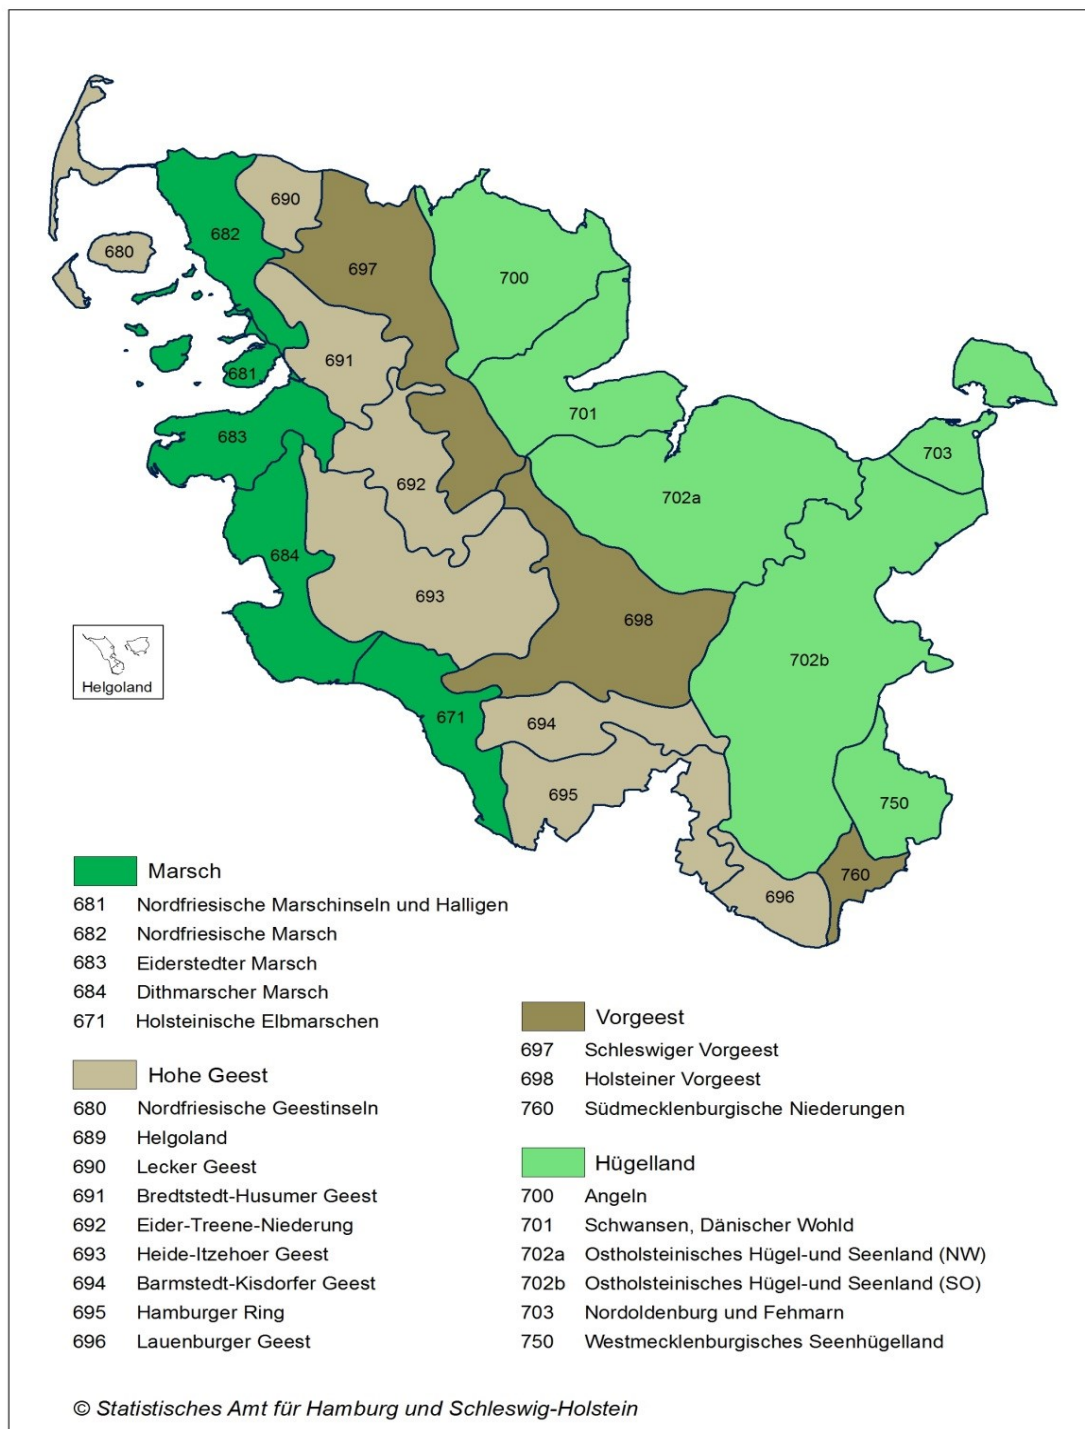 690
682
680
697
700
691
681
701
683
703
692
702a
684
693
698
702b
Helgoland
671
694
695
750
760
696
Marsch
681 Nordfriesische Marschinseln und Halligen
682 Nordfriesische Marsch
683 Eiderstedter Marsch
684 Dithmarscher Marsch
671 Holsteinische Elbmarschen
Hohe Geest
680 Nordfriesische Geestinseln
689 Helgoland
690 Lecker Geest
691 Bredtstedt-Husumer Geest
692 Eider-Treene-Niederung
693 Heide-Itzehoer Geest
694 Barmstedt-Kisdorfer Geest
695 Hamburger Ring
696 Lauenburger Geest
Vorgeest
697 Schleswiger Vorgeest
698 Holsteiner Vorgeest
760 Südmecklenburgische Niederungen
Hügelland
700 Angeln
701 Schwansen, Dänischer Wohld
702a Ostholsteinisches Hügel-und Seenland (NW)
702b Ostholsteinisches Hügel-und Seenland (SO)
703 Nordoldenburg und Fehmarn
750 Westmecklenburgisches Seenhügelland
© Statistisches Amt für Hamburg und Schleswig-Holstein